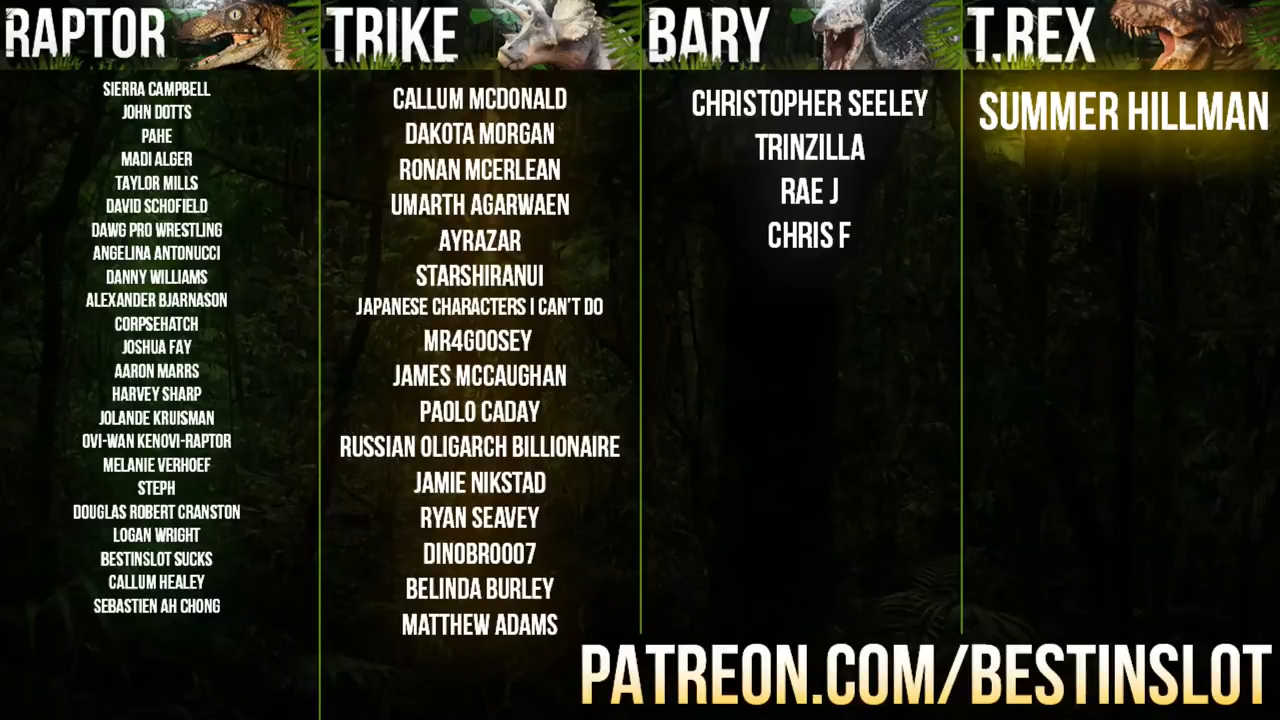 RAPTOR
SIERRA CAMPBELL
JOHN DOTTS
PAHE
MADI ALGER
TAYLOR MILLS
DAVID SCHOFIELD
DAWG PRO WRESTLING
ANGELINA ANTONUCCI
DANNY WILLIAMS
ALEXANDER BJARNASON
CORPSEHATCH
JOSHUA FAY
AARON MARRS
HARVEY SHARP
JOLANDE KRUISMAN
OVI-WAN KENOVI-RAPTOR
MELANIE VERHOEF
STEPH
DOUGLAS ROBERT CRANSTON
LOGAN WRIGHT
BESTINSLOT SUCKS
CALLUM HEALEY
SEBASTIEN AH CHONG
TRIKE
CALLUM MCDONALD
DAKOTA MORGAN
RONAN MCERLEAN
UMARTH AGARWAEN
AYRAZAR
STARSHIRANUI
JAPANESE CHARACTERS I CAN'T DO
MR4GOOSEY
JAMES MCCAUGHAN
PAOLO CADAY
RUSSIAN OLIGARCH BILLIONAIRE
JAMIE NIKSTAD
RYAN SEAVEY
DINOBRO007
BELINDA BURLEY
MATTHEW ADAMS
BARY
CHRISTOPHER SEELEY
TRINZILLA
RAE J
CHRIS F
T.REX
SUMMER HILLMAN
PATREON.COM/BESTINSLOT